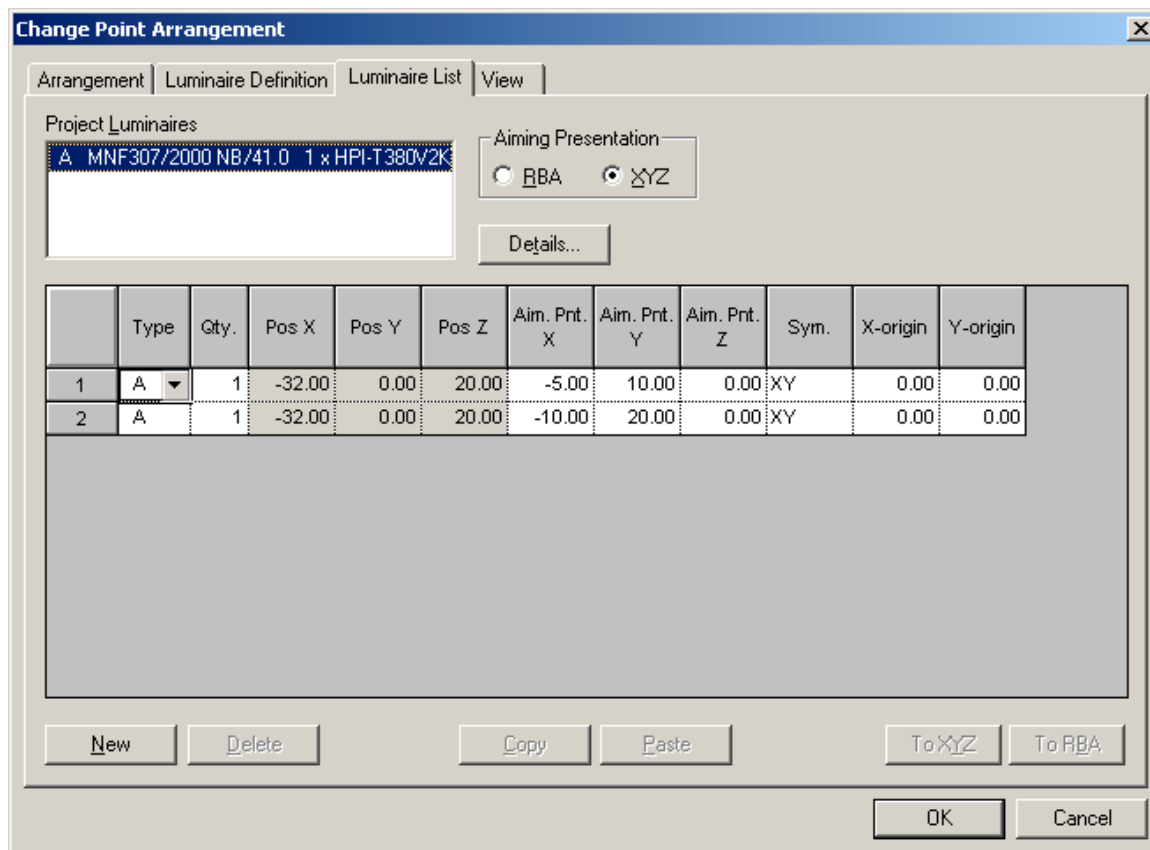 Change Point Arrangement
Arrangement Luminaire Definition Luminaire List View
Project Luminaires
A MNF307/2000 NB/41.0 1 x HPI-T380V2K
Aiming Presentation
RBA XYZ
Details...
Type Qty. Pos X Pos Y Pos Z Aim. Pnt. X Aim. Pnt. Y Aim. Pnt. Z Sym. X-origin Y-origin
1 A 1 -32.00 0.00 20.00 -5.00 10.00 0.00 XY 0.00 0.00
2 A 1 -32.00 0.00 20.00 -10.00 20.00 0.00 XY 0.00 0.00
New Delete Copy Paste To XYZ To RBA
OK Cancel